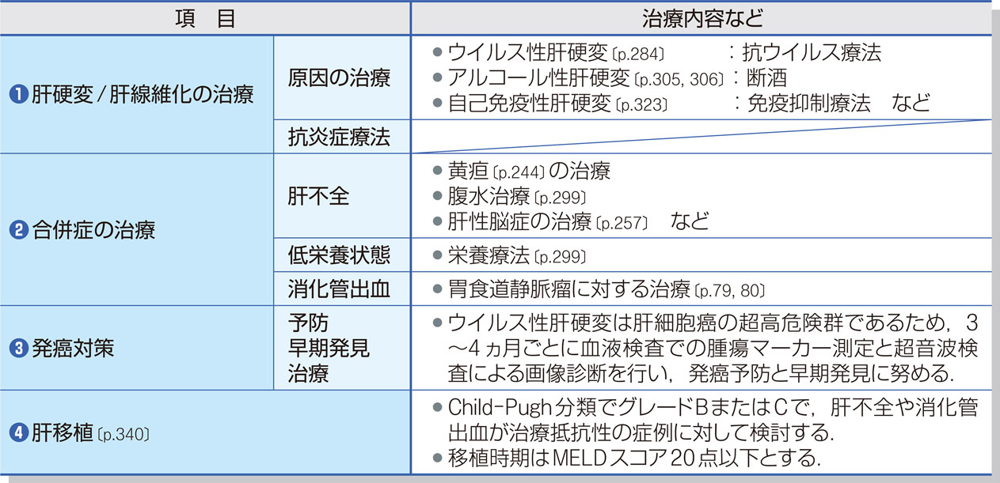 項 目
治療内容など
❶肝硬変/肝線維化の治療
原因の治療
●ウイルス性肝硬変〔p.284〕 ：抗ウイルス療法
●アルコール性肝硬変〔p.305, 306〕：断酒
●自己免疫性肝硬変〔p.323〕 ：免疫抑制療法 など
抗炎症療法
❷合併症の治療
肝不全
●黄疸〔p.244〕の治療
●腹水治療〔p.299〕
●肝性脳症の治療〔p.257〕 など
低栄養状態
●栄養療法〔p.299〕
消化管出血
●胃食道静脈瘤に対する治療〔p.79, 80〕
❸発癌対策
予防
早期発見
治療
●ウイルス性肝硬変は肝細胞癌の超高危険群であるため，3
～4ヵ月ごとに血液検査での腫瘍マーカー測定と超音波検
査による画像診断を行い，発癌予防と早期発見に努める．
❹肝移植〔p.340〕
●Child-Pugh分類でグレードBまたはCで，肝不全や消化管
出血が治療抵抗性の症例に対して検討する．
●移植時期はMELDスコア20点以下とする．